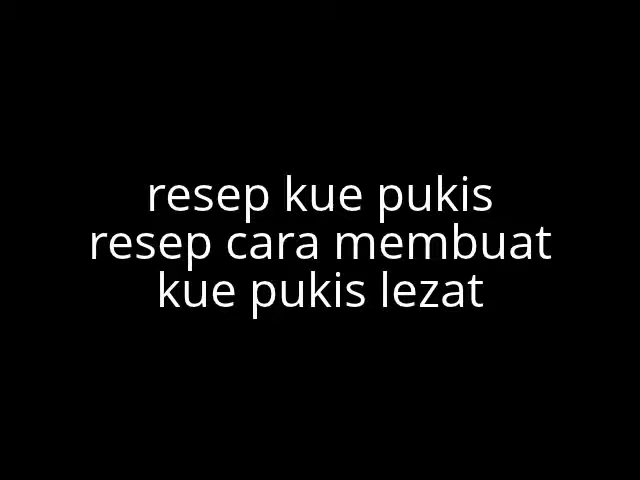 resep kue pukis
resep cara membuat
kue pukis lezat